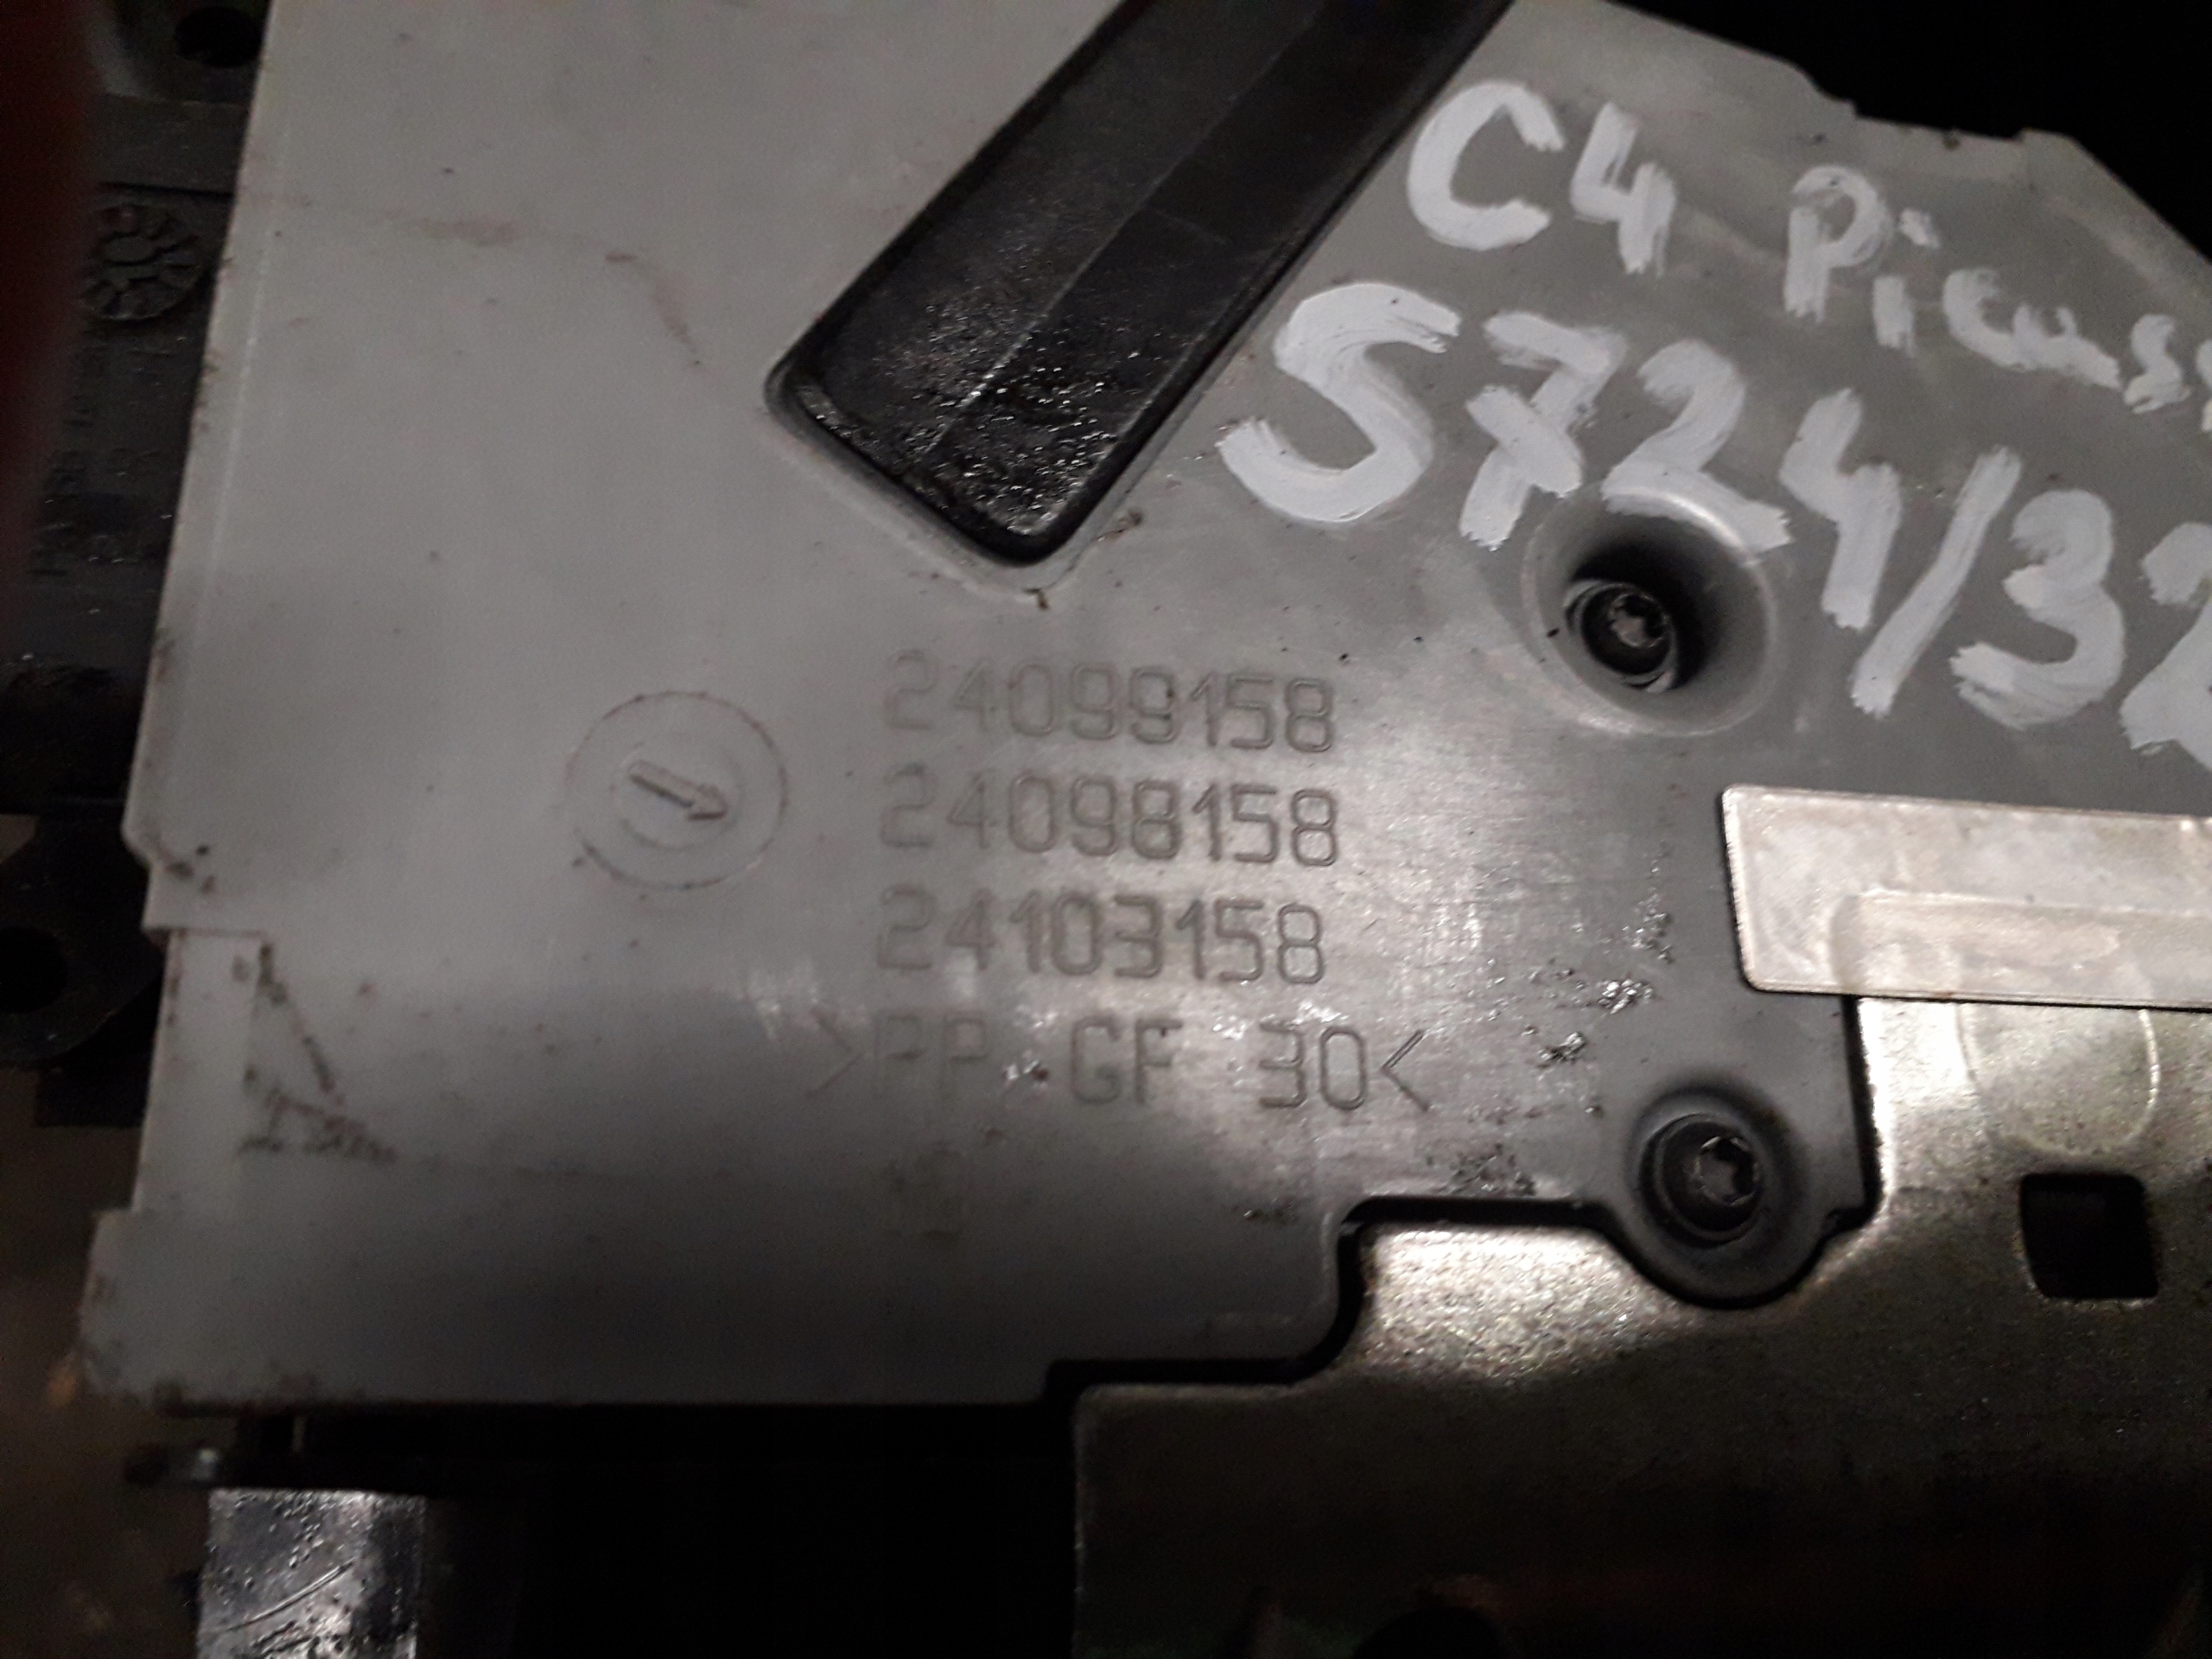 C4 Picass
S724/32
24099158
24098158
24103158
>PP GF 30<